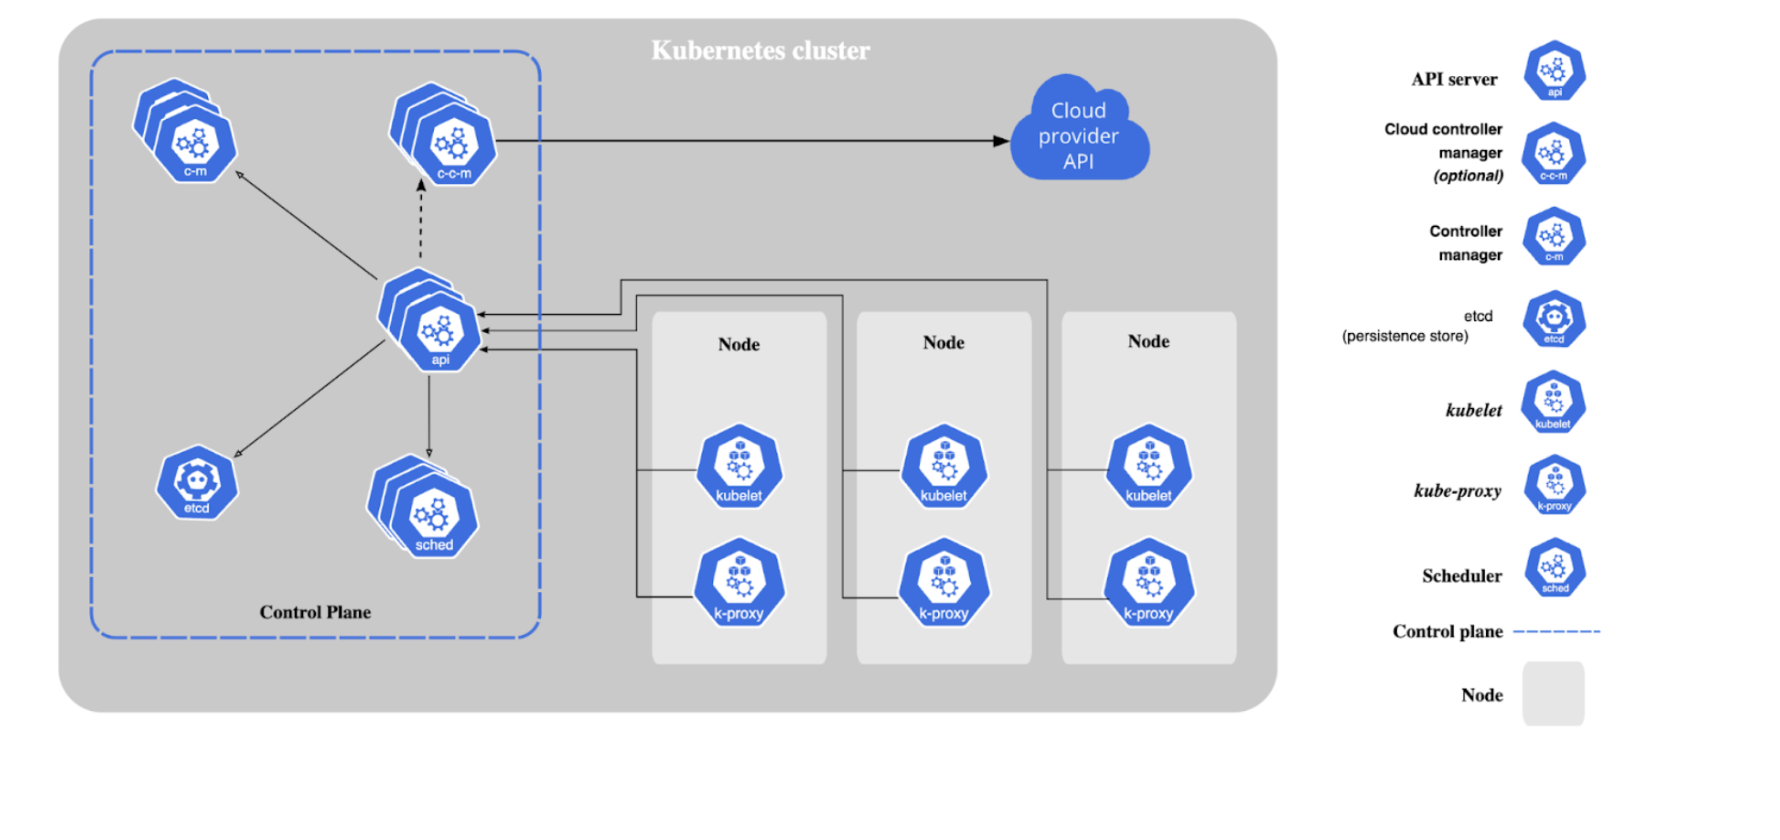 Kubernetes cluster
c-m
c-c-m
Cloud
provider
API
api
etcd
sched
Control Plane
Node
kubelet
k-proxy
Node
kubelet
k-proxy
Node
kubelet
k-proxy
API server
api
Cloud controller
manager
(optional)
c-c-m
Controller
manager
c-m
etcd
(persistence store)
etcd
kubelet
kubelet
kube-proxy
k-proxy
Scheduler
sched
Control plane
Node